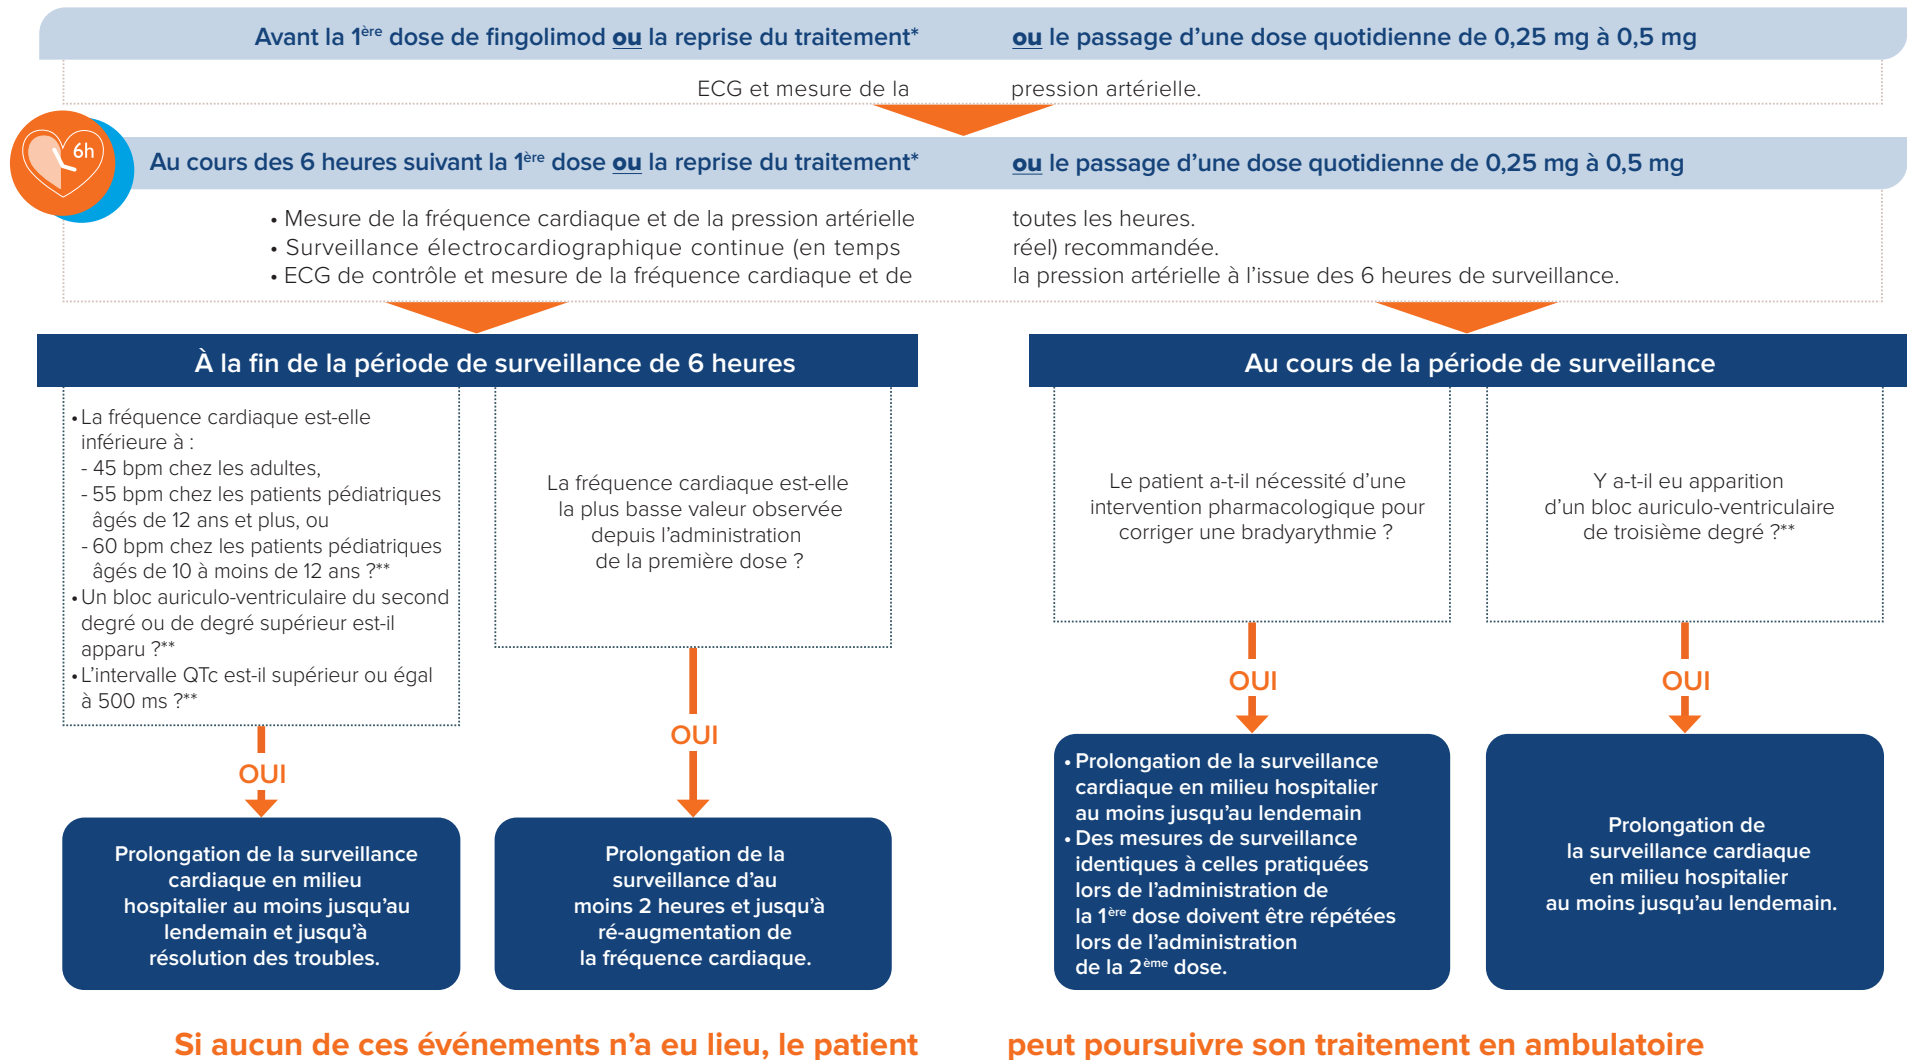 Avant la 1ère dose de fingolimod ou la reprise du traitement* ou le passage d'une dose quotidienne de 0,25 mg à 0,5 mg
ECG et mesure de la pression artérielle.
6h
Au cours des 6 heures suivant la 1ère dose ou la reprise du traitement* ou le passage d'une dose quotidienne de 0,25 mg à 0,5 mg
• Mesure de la fréquence cardiaque et de la pression artérielle toutes les heures.
• Surveillance électrocardiographique continue (en temps réel) recommandée.
• ECG de contrôle et mesure de la fréquence cardiaque et de la pression artérielle à l'issue des 6 heures de surveillance.
À la fin de la période de surveillance de 6 heures
• La fréquence cardiaque est-elle
inférieure à :
- 45 bpm chez les adultes,
- 55 bpm chez les patients pédiatriques
âgés de 12 ans et plus, ou
- 60 bpm chez les patients pédiatriques
âgés de 10 à moins de 12 ans ?**
• Un bloc auriculo-ventriculaire du second
degré ou de degré supérieur est-il
apparu ?**
• L'intervalle QTc est-il supérieur ou égal
à 500 ms ?**
OUI
Prolongation de la surveillance
cardiaque en milieu
hospitalier au moins jusqu'au
lendemain et jusqu'à
résolution des troubles.
La fréquence cardiaque est-elle
la plus basse valeur observée
depuis l'administration
de la première dose ?
OUI
Prolongation de la
surveillance d'au
moins 2 heures et jusqu'à
ré-augmentation de
la fréquence cardiaque.
Au cours de la période de surveillance
Le patient a-t-il nécessité d'une
intervention pharmacologique pour
corriger une bradyarythmie ?
OUI
• Prolongation de la surveillance
cardiaque en milieu hospitalier
au moins jusqu'au lendemain
• Des mesures de surveillance
identiques à celles pratiquées
lors de l'administration de
la 1ère dose doivent être répétées
lors de l'administration
de la 2ème dose.
Y a-t-il eu apparition
d'un bloc auriculo-ventriculaire
de troisième degré ?**
OUI
Prolongation de
la surveillance cardiaque
en milieu hospitalier
au moins jusqu'au lendemain.
Si aucun de ces événements n'a eu lieu, le patient peut poursuivre son traitement en ambulatoire